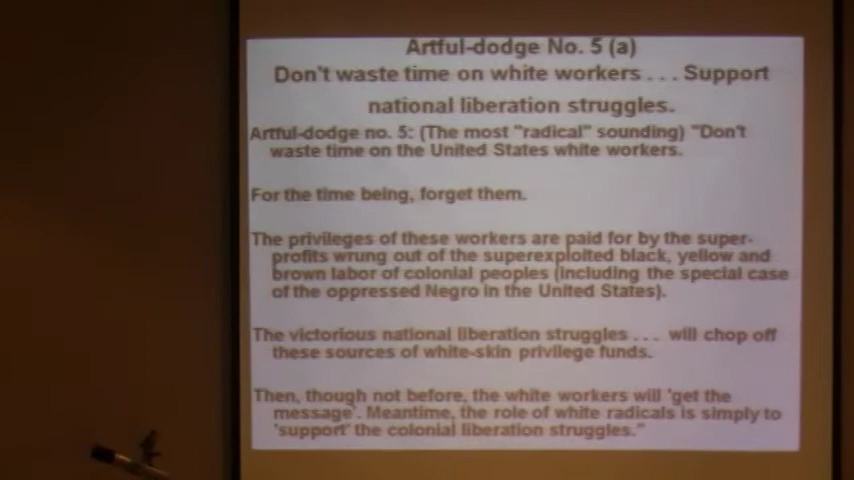 Artful-dodge No. 5 (a)
Don't waste time on white workers . . . Support
national liberation struggles.
Artful-dodge no. 5: (The most "radical" sounding) "Don't
waste time on the United States white workers.
For the time being, forget them.
The privileges of these workers are paid for by the super-
profits wrung out of the superexploited black, yellow and
brown labor of colonial peoples (including the special case
of the oppressed Negro in the United States).
The victorious national liberation struggles . . . will chop off
these sources of white-skin privilege funds.
Then, though not before, the white workers will 'get the
message'. Meantime, the role of white radicals is simply to
'support' the colonial liberation struggles."